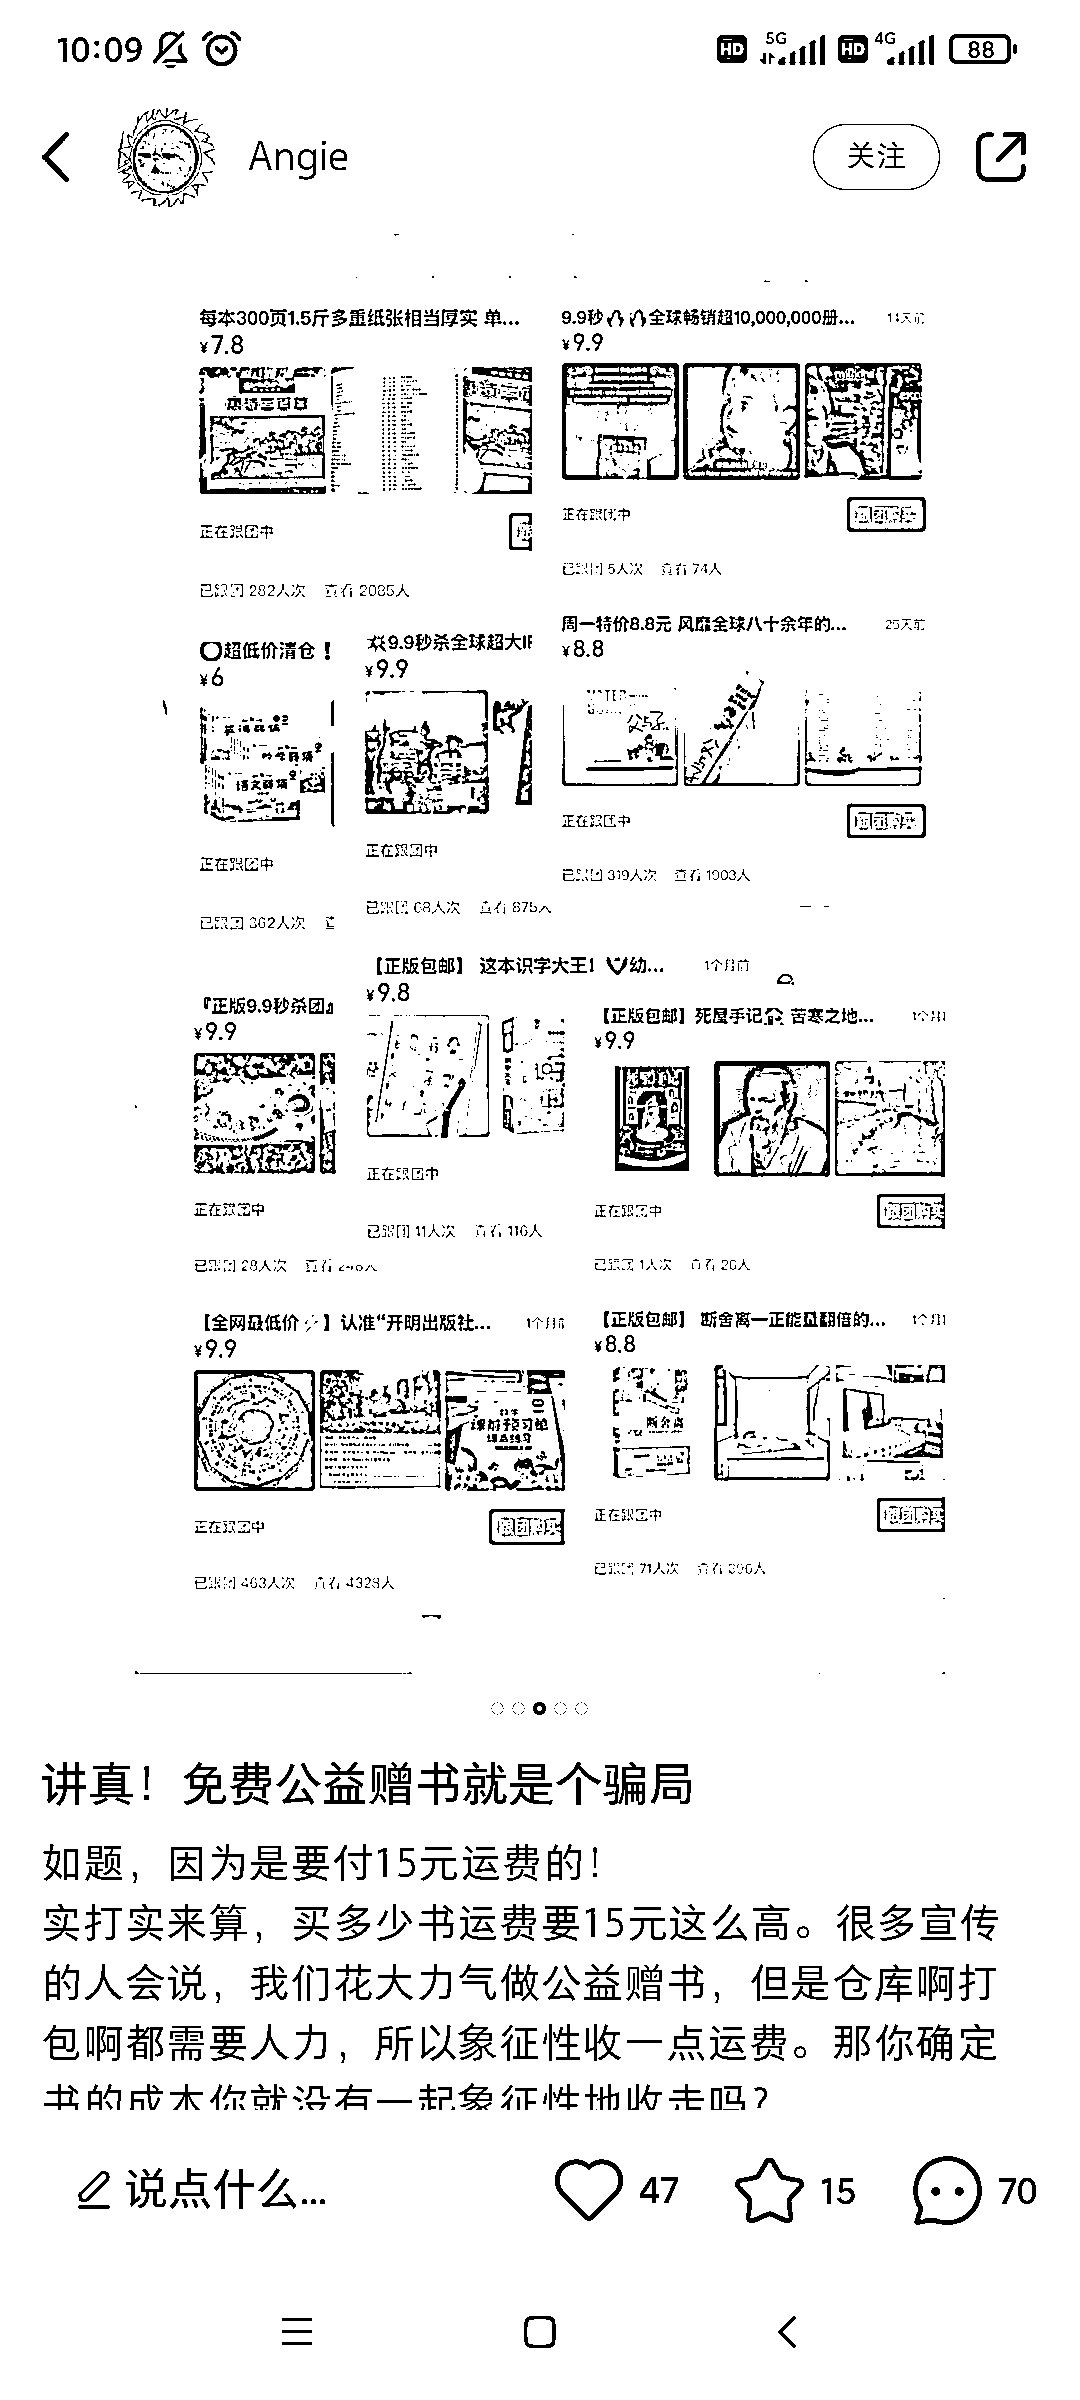 10:09
HD 5G HD 4G 88
Angie
关注
每本300页1.5斤多重纸张相当厚实 单...
¥7.8
正在跟团中
已跟团 282人次 查看 2085人
9.9秒 全球畅销超10,000,000册... 14天前
¥9.9
正在跟团中
跟团购买
已跟团 5人次 查看 74人
超低价清仓！
¥6
正在跟团中
已跟团 362人次
9.9秒杀全球超大IP
¥9.9
正在跟团中
已跟团 68人次 查看 875人
周一特价8.8元 风靡全球八十余年的... 25天前
¥8.8
父与子
正在跟团中
跟团购买
已跟团 319人次 查看 1903人
『正版9.9秒杀团』
¥9.9
正在跟团中
已跟团 28人次 查看
【正版包邮】 这本识字大王！ 幼... 1个月前
¥9.8
正在跟团中
已跟团 11人次 查看 116人
【正版包邮】死屋手记 苦寒之地... 1个月
¥9.9
正在跟团中
跟团购买
已跟团 1人次 查看 26人
【全网最低价 】认准“开明出版社... 1个月前
¥9.9
课前预习单
正在跟团中
跟团购买
已跟团 463人次 查看 4328人
【正版包邮】 断舍离—正能量翻倍的... 1个月
¥8.8
断舍离
正在跟团中
跟团购买
已跟团 71人次 查看
讲真！免费公益赠书就是个骗局
如题，因为是要付15元运费的！
实打实来算，买多少书运费要15元这么高。很多宣传
的人会说，我们花大力气做公益赠书，但是仓库啊打
包啊都需要人力，所以象征性收一点运费。那你确定
书的成本你就没有一起象征性地收走吗？
说点什么...
47
15
70